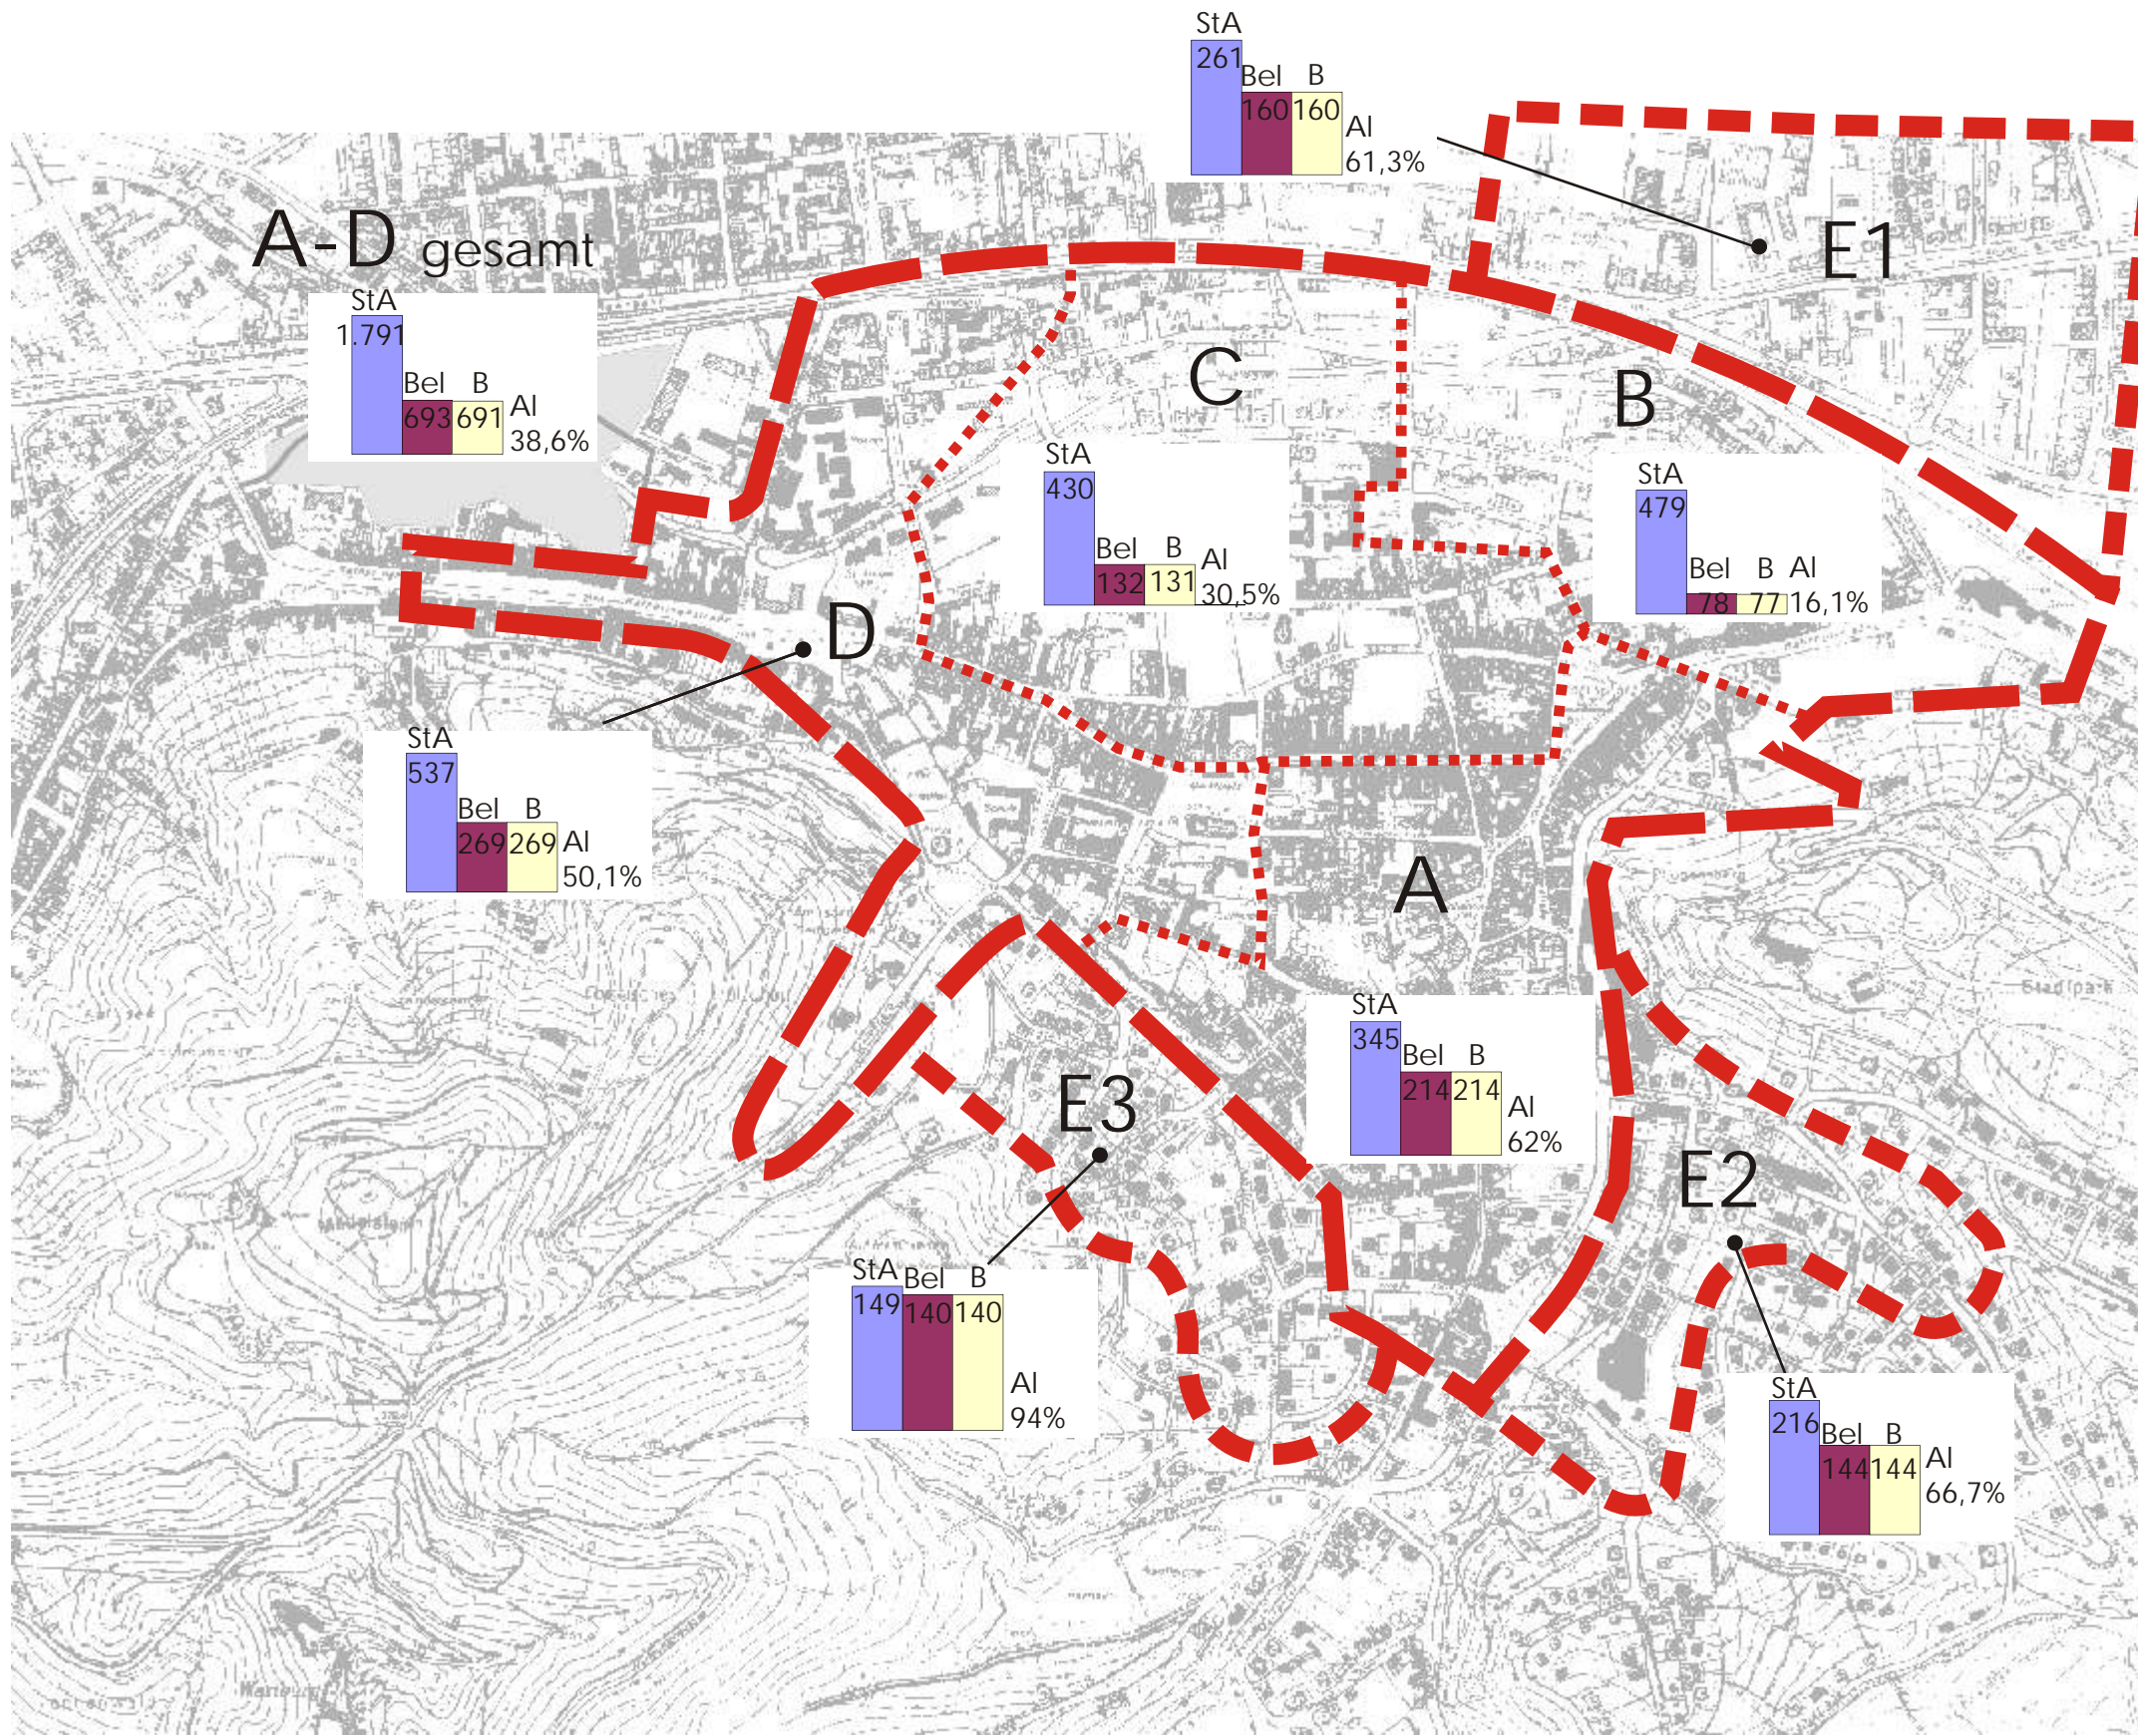 StA
261
Bel B
160 160
Al
61,3%
E1
A-D gesamt
StA
1.791
Bel B
693 691
Al
38,6%
C
StA
430
Bel B
132 131
Al
30,5%
B
StA
479
Bel B Al
78 77 16,1%
D
StA
537
Bel B
269 269
Al
50,1%
A
StA
345
Bel B
214 214
Al
62%
E3
StA Bel B
149 140 140
Al
94%
E2
StA
216
Bel B
144 144
Al
66,7%
Stadtpark